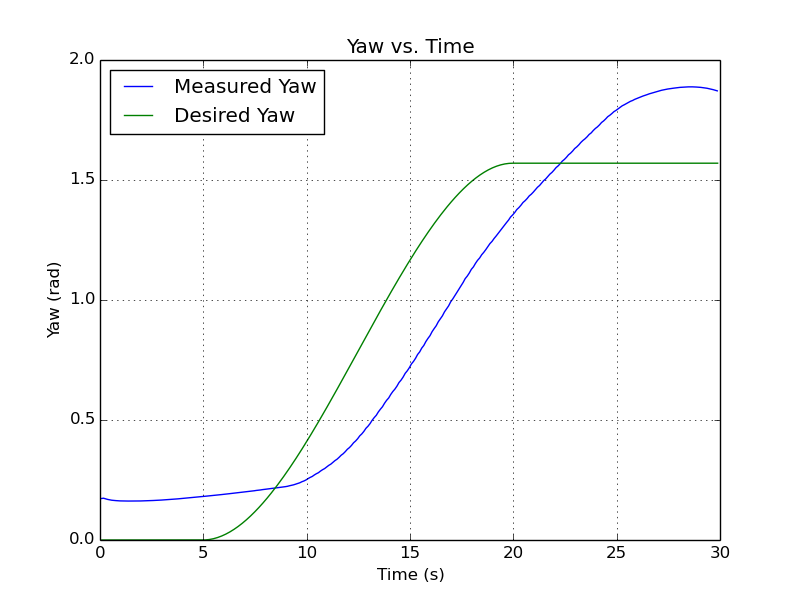 Yaw vs. Time
Measured Yaw
Desired Yaw
2.0
1.5
1.0
0.5
0.0
Yaw (rad)
0 5 10 15 20 25 30
Time (s)